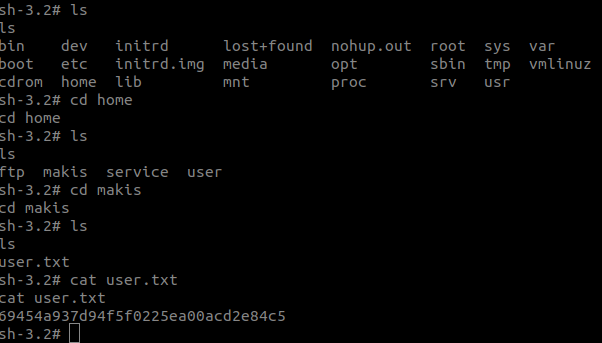 sh-3.2# ls
ls
bin    dev   initrd      lost+found  nohup.out  root  sys  var
boot   etc   initrd.img  media       opt        sbin  tmp  vmlinuz
cdrom  home  lib         mnt         proc       srv   usr
sh-3.2# cd home
cd home
sh-3.2# ls
ls
ftp  makis  service  user
sh-3.2# cd makis
cd makis
sh-3.2# ls
ls
user.txt
sh-3.2# cat user.txt
cat user.txt
69454a937d94f5f0225ea00acd2e84c5
sh-3.2#